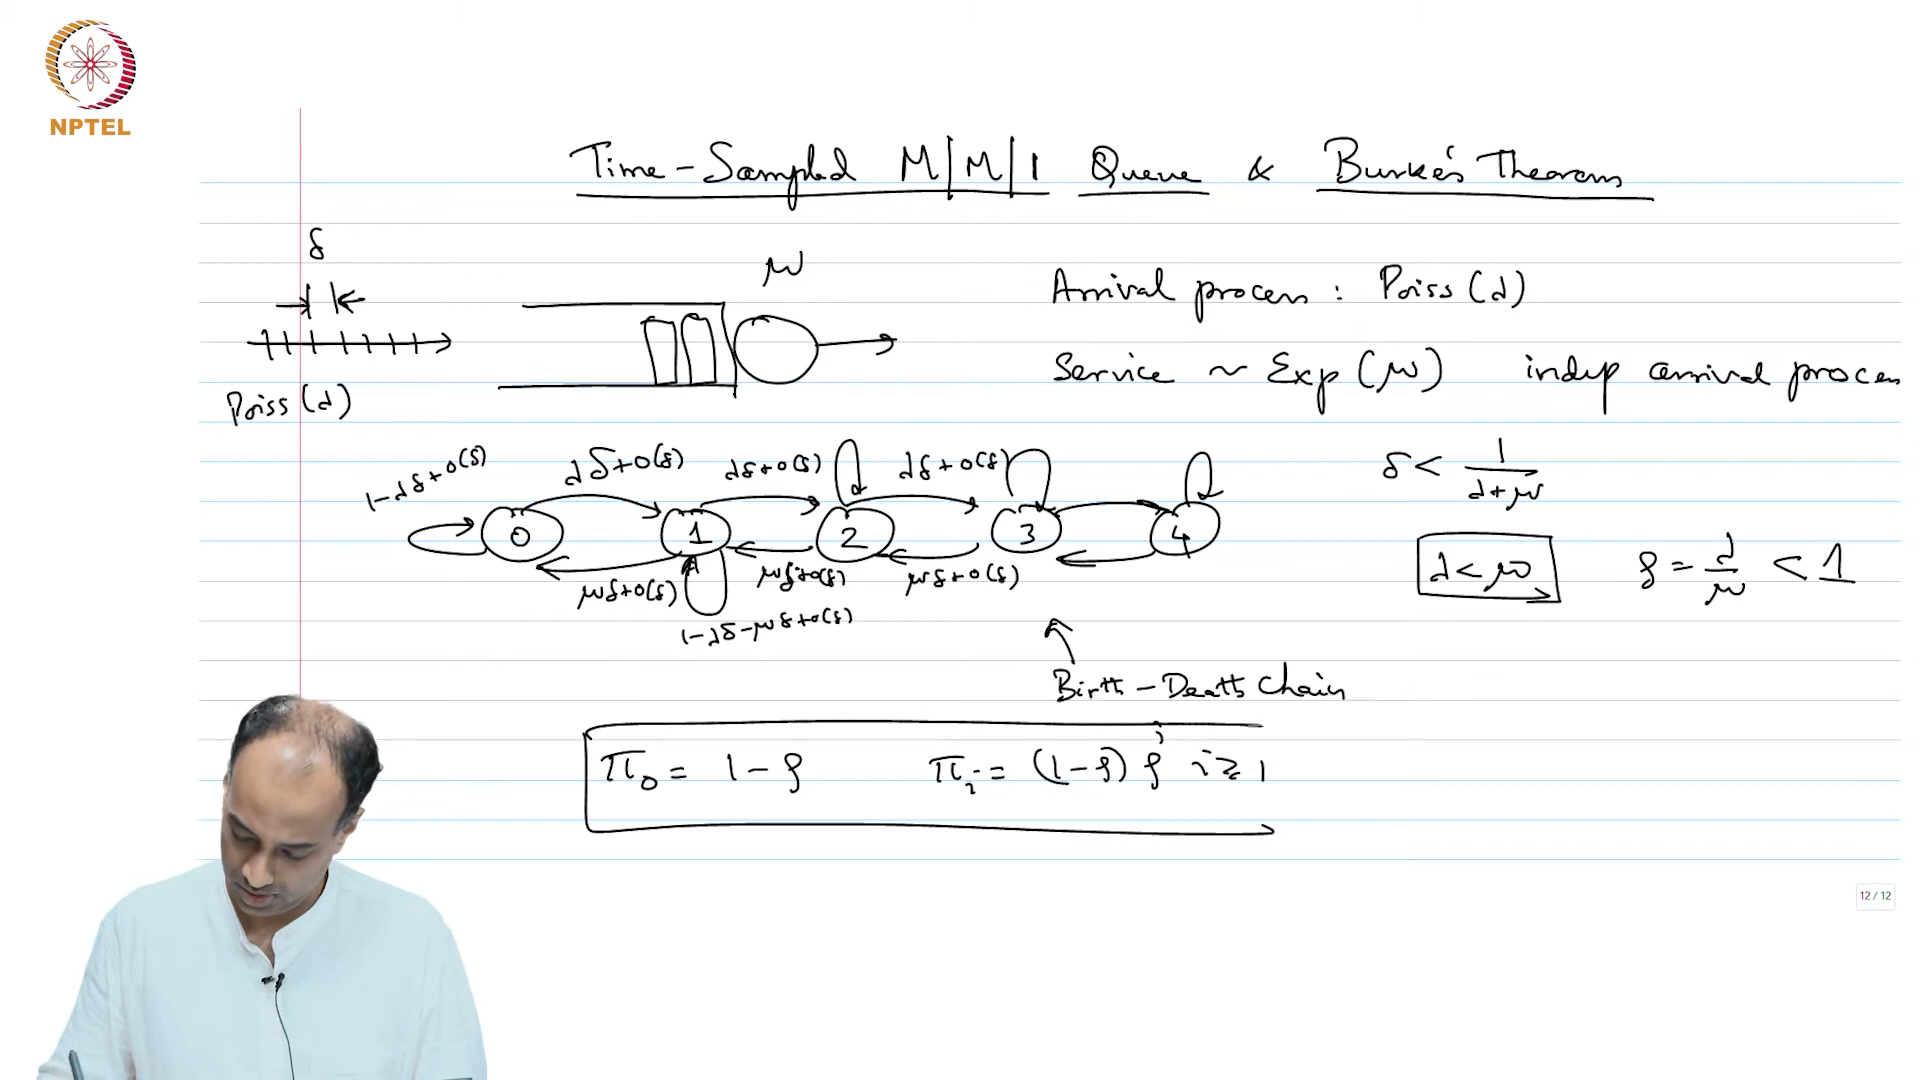 NPTEL
Time-Sampled M/M/1 Queue & Burke's Theorem
δ
μ
Arrival process : Poiss(λ)
Service ~ Exp(μ) indep arrival process
Poiss(λ)
1-λδ+o(δ) λδ+o(δ) λδ+o(δ) λδ+o(δ)
δ < 1/(λ+μ)
0 1 2 3 4
μδ+o(δ) μδ+o(δ) μδ+o(δ)
λ < μ ρ = λ/μ < 1
1-λδ-μδ+o(δ)
Birth-Death Chain
π₀ = 1-ρ πᵢ = (1-ρ)ρⁱ i≥1
12 / 12